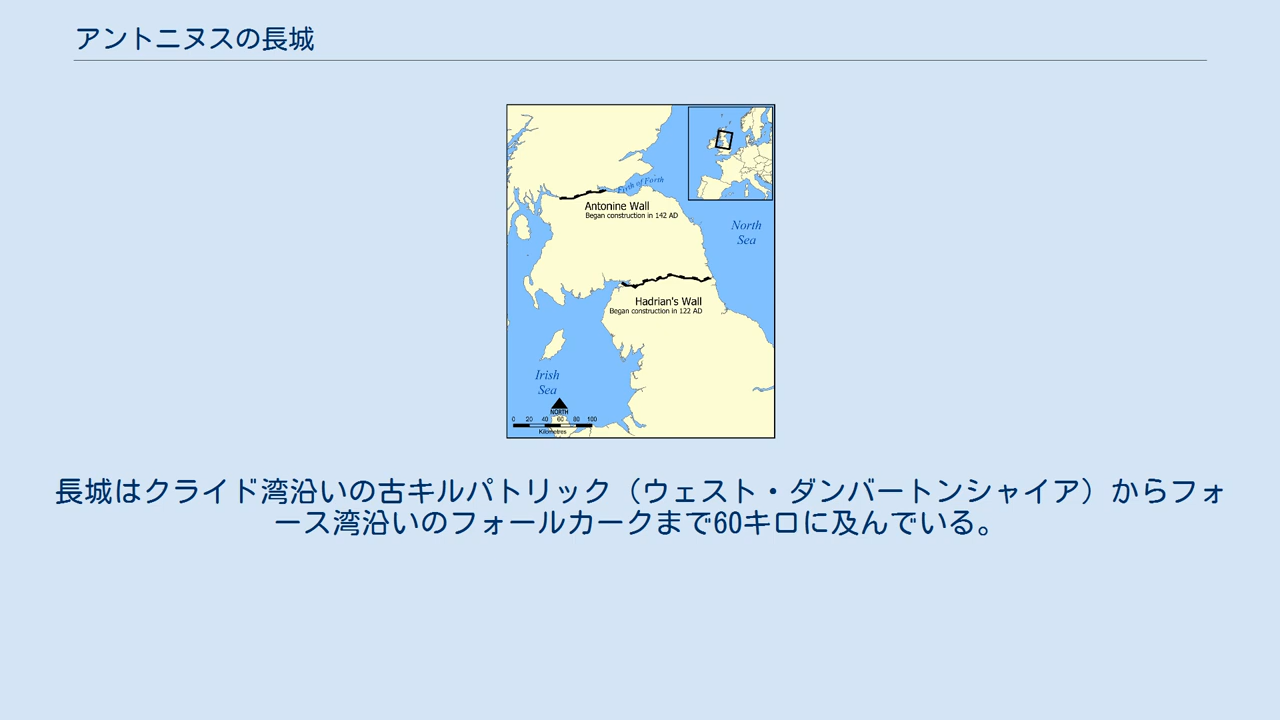 アントニヌスの長城
Firth of Forth
Antonine Wall
Began construction in 142 AD
North
Sea
Hadrian's Wall
Began construction in 122 AD
Irish
Sea
NORTH
0 20 40 60 80 100
Kilometres
長城はクライド湾沿いの古キルパトリック（ウェスト・ダンバートンシャイア）からフォ
ース湾沿いのフォールカークまで60キロに及んでいる。